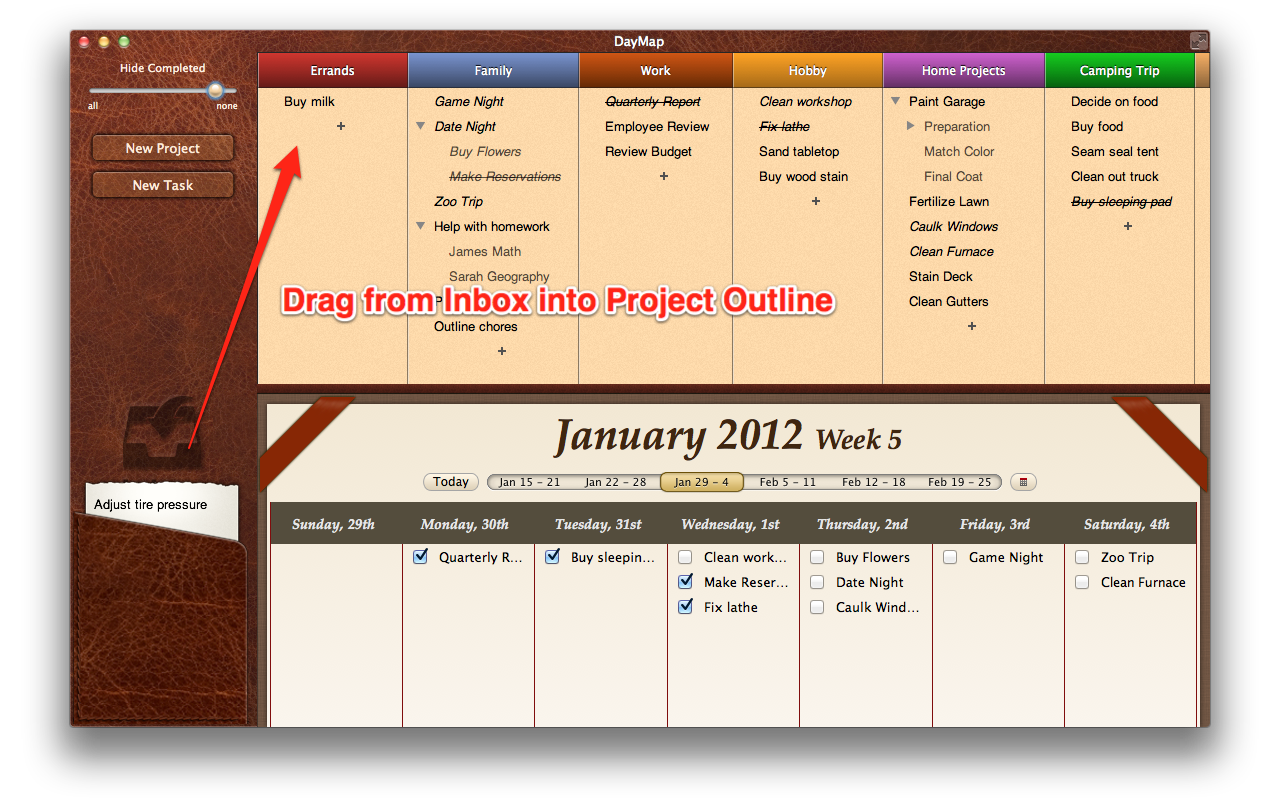 DayMap
Hide Completed
all none
New Project
New Task
Adjust tire pressure
Errands
Buy milk
+
Family
Game Night
Date Night
Buy Flowers
Make Reservations
Zoo Trip
Help with homework
James Math
Sarah Geography
Outline chores
+
Work
Quarterly Report
Employee Review
Review Budget
+
Hobby
Clean workshop
Fix lathe
Sand tabletop
Buy wood stain
+
Home Projects
Paint Garage
Preparation
Match Color
Final Coat
Fertilize Lawn
Caulk Windows
Clean Furnace
Stain Deck
Clean Gutters
+
Camping Trip
Decide on food
Buy food
Seam seal tent
Clean out truck
Buy sleeping pad
+
Drag from Inbox into Project Outline
January 2012 Week 5
Today Jan 15 – 21 Jan 22 – 28 Jan 29 – 4 Feb 5 – 11 Feb 12 – 18 Feb 19 – 25
Sunday, 29th
Monday, 30th
Quarterly R...
Tuesday, 31st
Buy sleepin...
Wednesday, 1st
Clean work...
Make Reser...
Fix lathe
Thursday, 2nd
Buy Flowers
Date Night
Caulk Wind...
Friday, 3rd
Game Night
Saturday, 4th
Zoo Trip
Clean Furnace